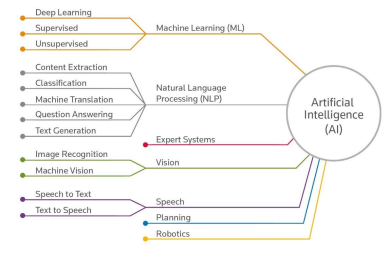 Deep Learning
Supervised
Unsupervised
Machine Learning (ML)
Content Extraction
Classification
Machine Translation
Question Answering
Text Generation
Natural Language
Processing (NLP)
Expert Systems
Image Recognition
Machine Vision
Vision
Speech to Text
Text to Speech
Speech
Planning
Robotics
Artificial
Intelligence
(AI)